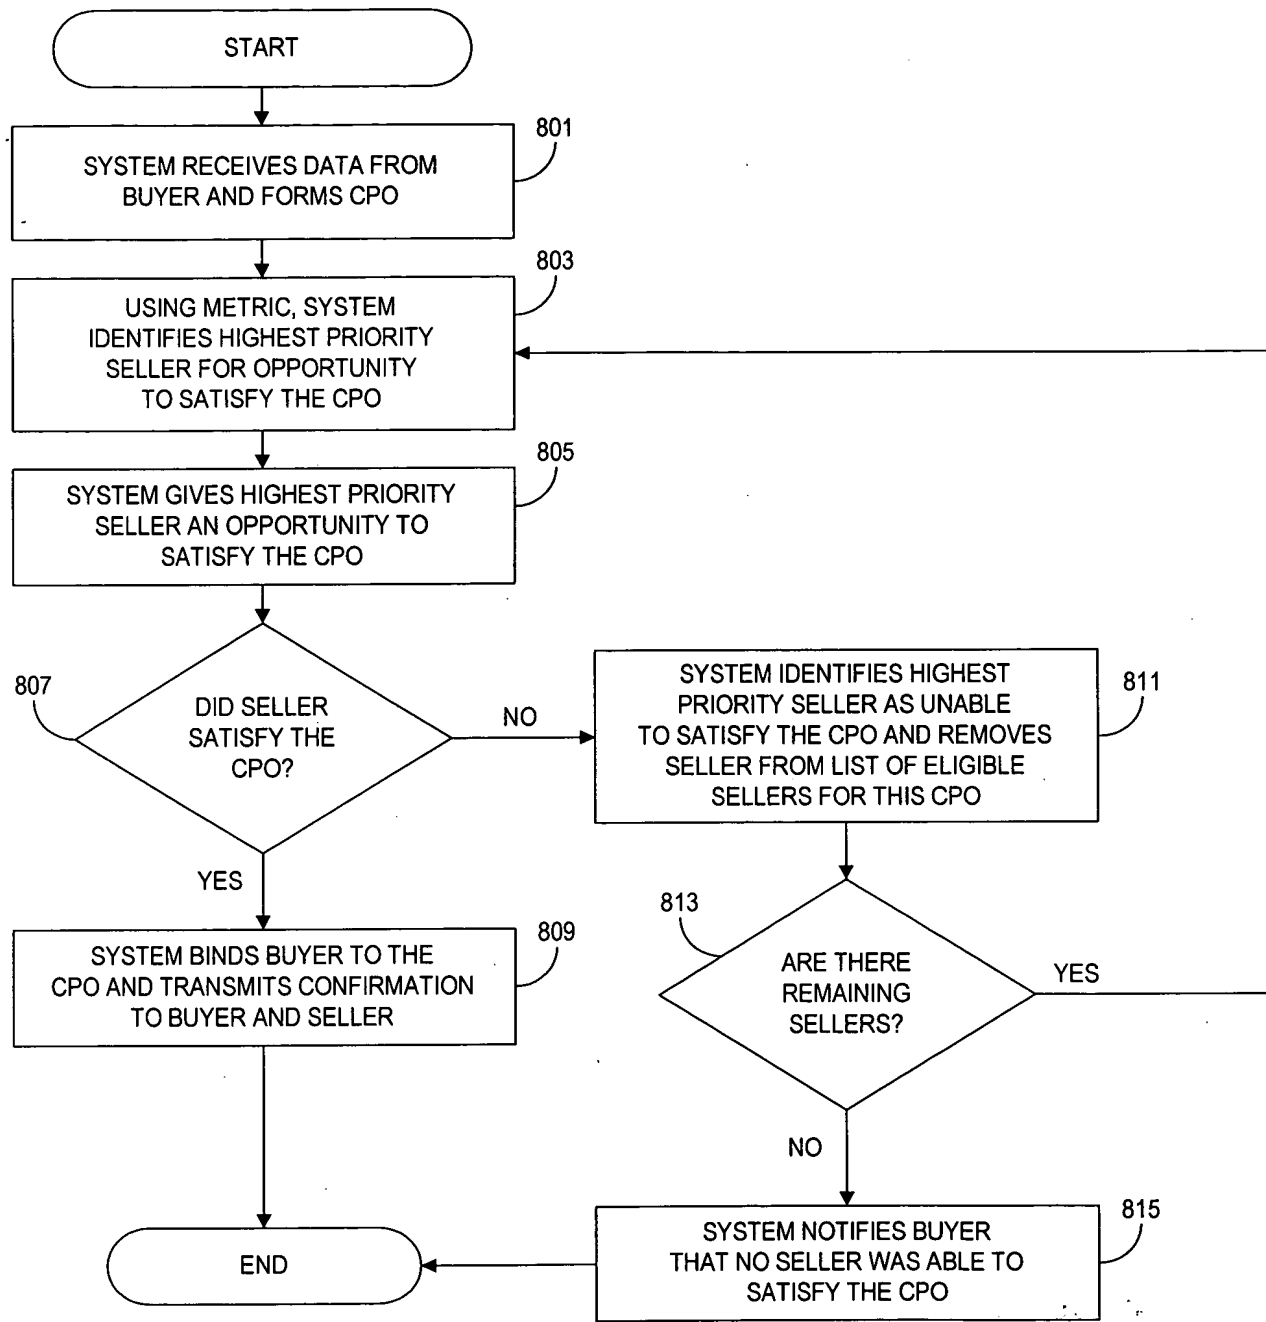 START
801
SYSTEM RECEIVES DATA FROM
BUYER AND FORMS CPO
803
USING METRIC, SYSTEM
IDENTIFIES HIGHEST PRIORITY
SELLER FOR OPPORTUNITY
TO SATISFY THE CPO
805
SYSTEM GIVES HIGHEST PRIORITY
SELLER AN OPPORTUNITY TO
SATISFY THE CPO
807
DID SELLER
SATISFY THE
CPO?
NO
811
SYSTEM IDENTIFIES HIGHEST
PRIORITY SELLER AS UNABLE
TO SATISFY THE CPO AND REMOVES
SELLER FROM LIST OF ELIGIBLE
SELLERS FOR THIS CPO
YES
809
SYSTEM BINDS BUYER TO THE
CPO AND TRANSMITS CONFIRMATION
TO BUYER AND SELLER
813
ARE THERE
REMAINING
SELLERS?
YES
NO
815
SYSTEM NOTIFIES BUYER
THAT NO SELLER WAS ABLE TO
SATISFY THE CPO
END